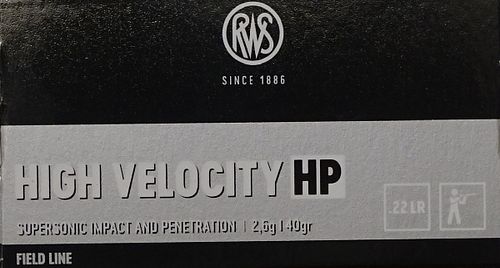 RWS
SINCE 1886
HIGH VELOCITY HP
SUPERSONIC IMPACT AND PENETRATION | 2,6g | 40gr
.22 LR
FIELD LINE